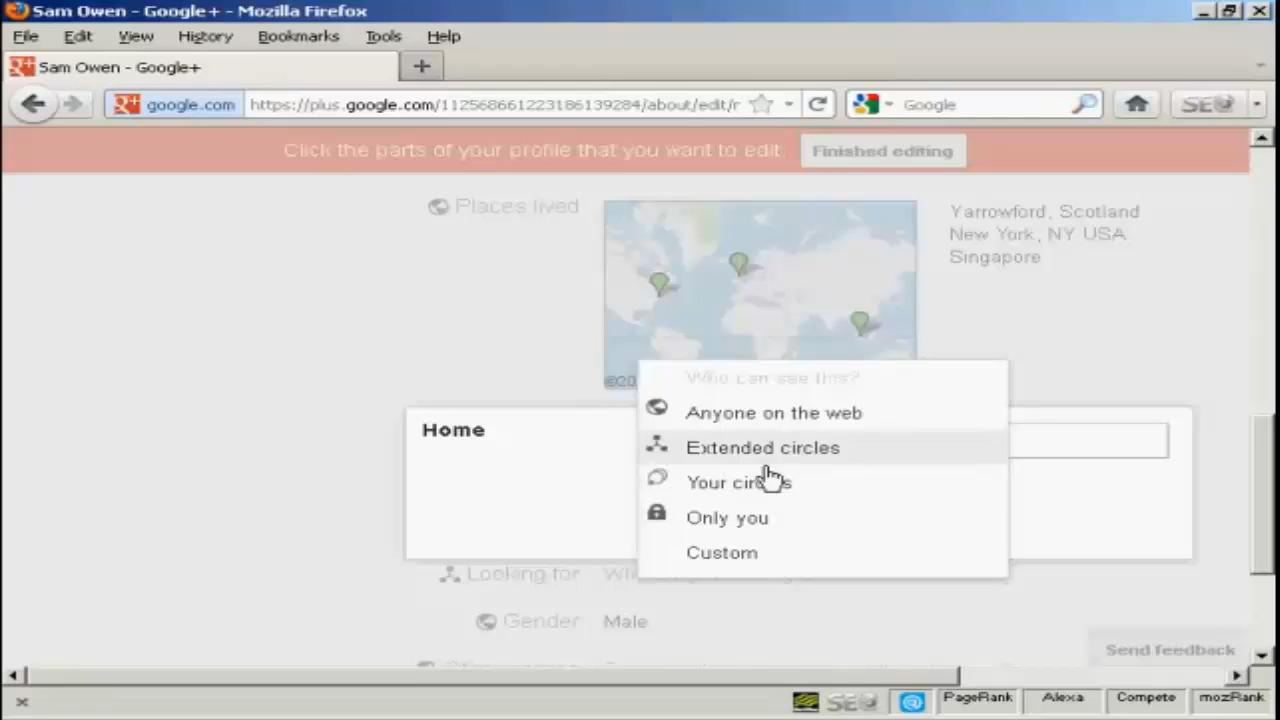 Sam Owen - Google+ - Mozilla Firefox
File Edit View History Bookmarks Tools Help
Sam Owen - Google+
google.com https://plus.google.com/112568661223186139284/about/edit/r Google SEO
Click the parts of your profile that you want to edit Finished editing
Places lived
Yarrowford, Scotland
New York, NY USA
Singapore
©20
Who can see this?
Anyone on the web
Home
Extended circles
Your circles
Only you
Custom
Looking for
Gender Male
Send feedback
SEO PageRank Alexa Compete mozRank